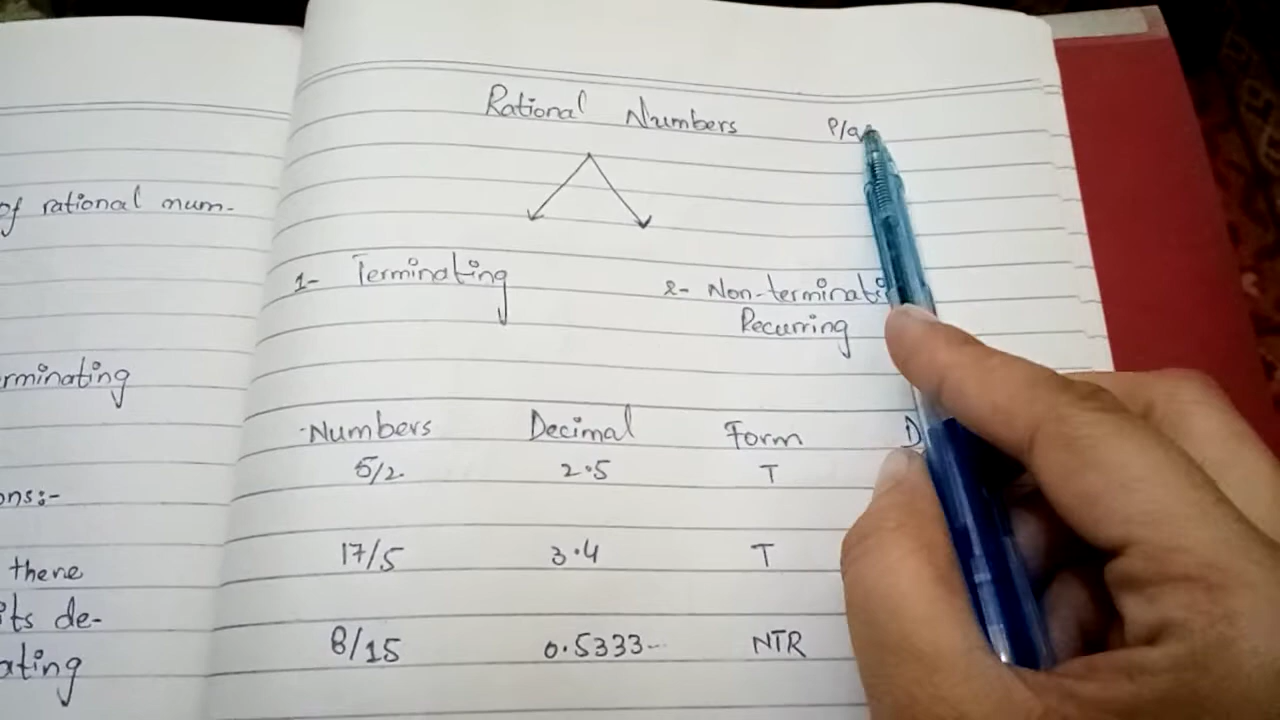 of rational num-
rminating
ons:-
there
its de-
ating
Rational Numbers P/q
1- Terminating
2- Non-terminati
Recurring
Numbers Decimal Form D
5/2 2.5 T
17/5 3.4 T
8/15 0.5333-- NTR